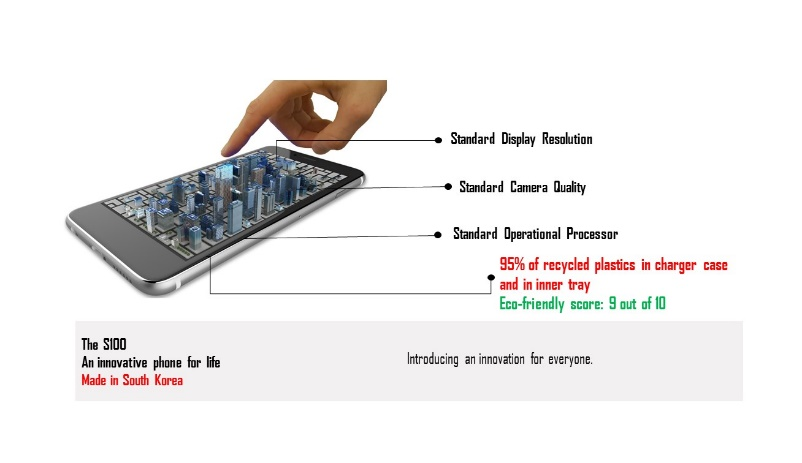 Standard Display Resolution
Standard Camera Quality
Standard Operational Processor
95% of recycled plastics in charger case
and in inner tray
Eco-friendly score: 9 out of 10
The S100
An innovative phone for life
Made in South Korea
Introducing an innovation for everyone.